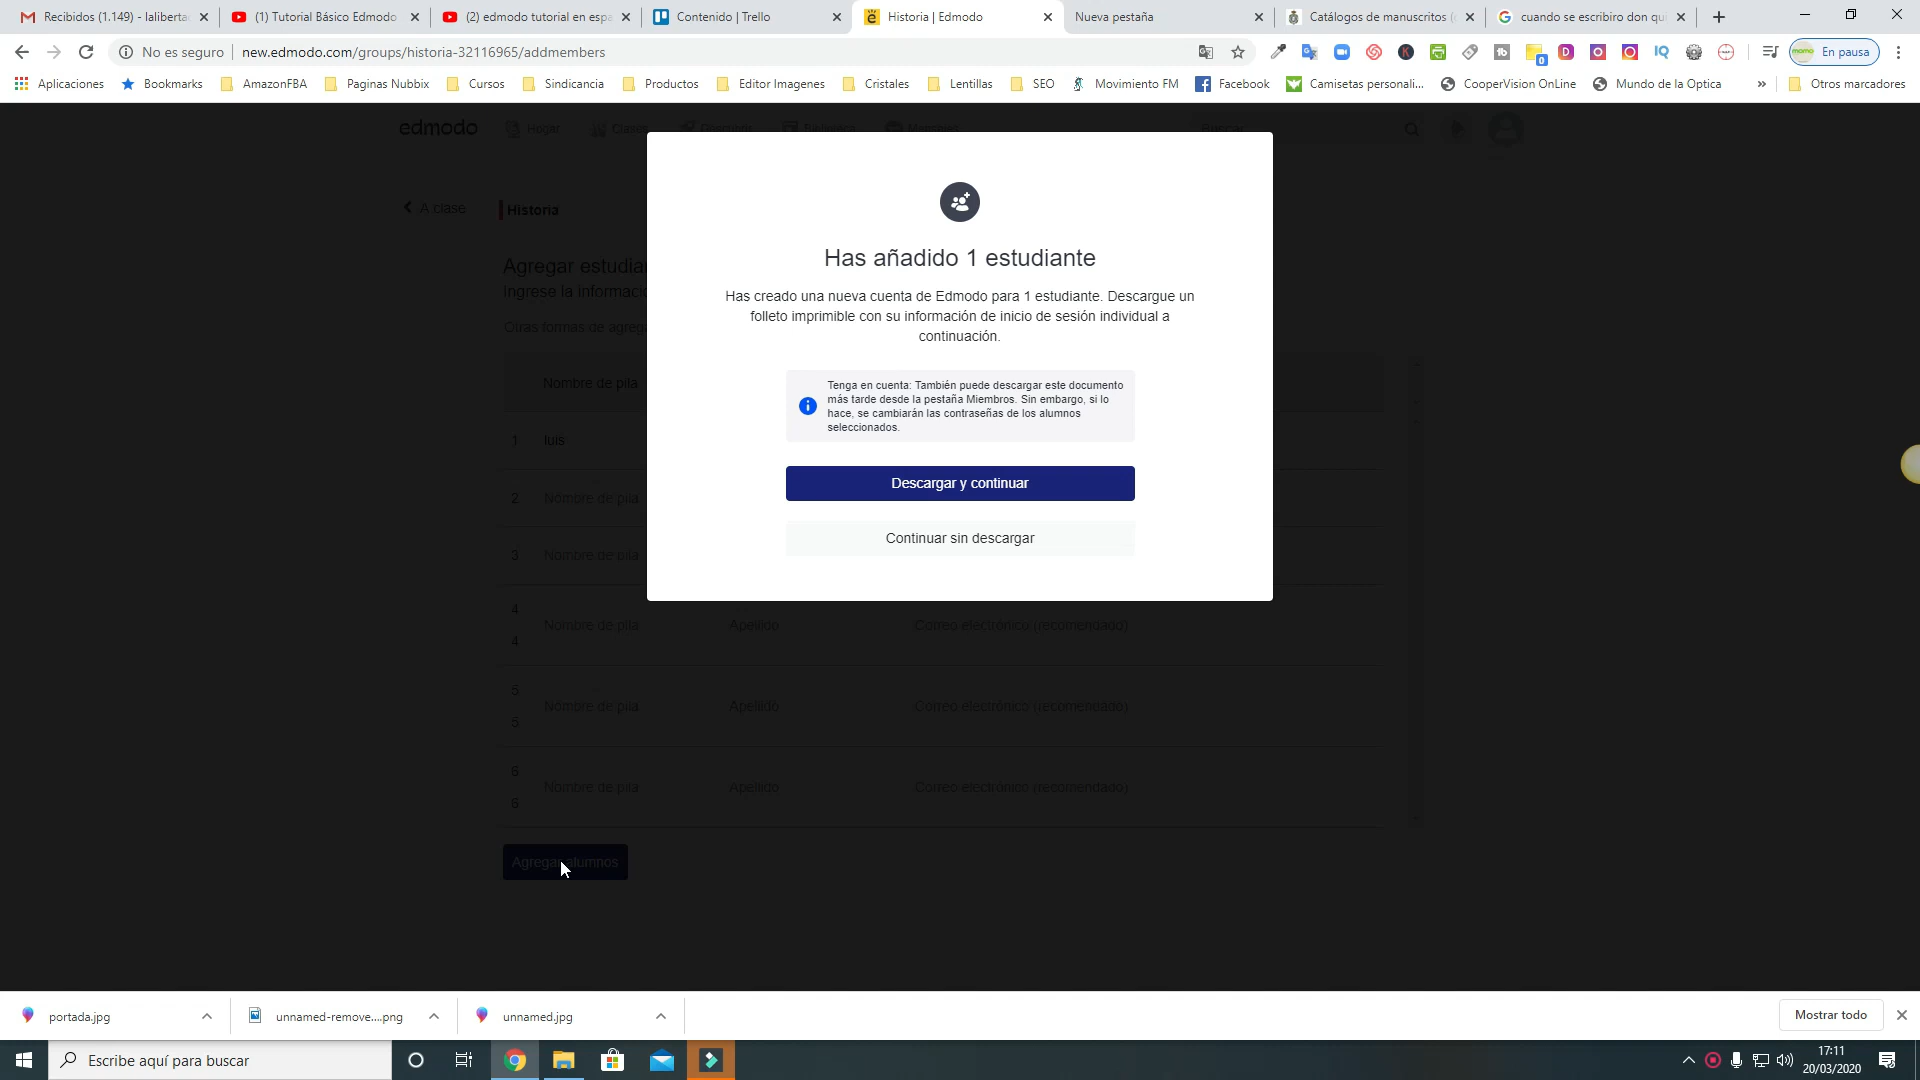 Recibidos (1.149) - laliberta
(1) Tutorial Básico Edmodo
(2) edmodo tutorial en espa
Contenido | Trello
Historia | Edmodo
Nueva pestaña
Catálogos de manuscritos (
cuando se escribiro don qui
No es seguro
new.edmodo.com/groups/historia-32116965/addmembers
En pausa
Aplicaciones
Bookmarks
AmazonFBA
Paginas Nubbix
Cursos
Sindicancia
Productos
Editor Imagenes
Cristales
Lentillas
SEO
Movimiento FM
Facebook
Camisetas personali...
CooperVision OnLine
Mundo de la Optica
»
Otros marcadores
edmodo
Hogar
A clase
Historia
Agregar estudia
Ingrese la informaci
Otras formas de agreg
Nombre de pila
1 luis
2 Nombre de pila
3 Nombre de pila
4
Nombre de pila Apellido Correo electrónico (recomendado)
4
5
Nombre de pila Apellido Correo electrónico (recomendado)
5
6
Nombre de pila Apellido Correo electrónico (recomendado)
6
Agregar alumnos
Has añadido 1 estudiante
Has creado una nueva cuenta de Edmodo para 1 estudiante. Descargue un
folleto imprimible con su información de inicio de sesión individual a
continuación.
Tenga en cuenta: También puede descargar este documento
más tarde desde la pestaña Miembros. Sin embargo, si lo
hace, se cambiarán las contraseñas de los alumnos
seleccionados.
Descargar y continuar
Continuar sin descargar
portada.jpg
unnamed-remove....png
unnamed.jpg
Mostrar todo
Escribe aquí para buscar
17:11
20/03/2020